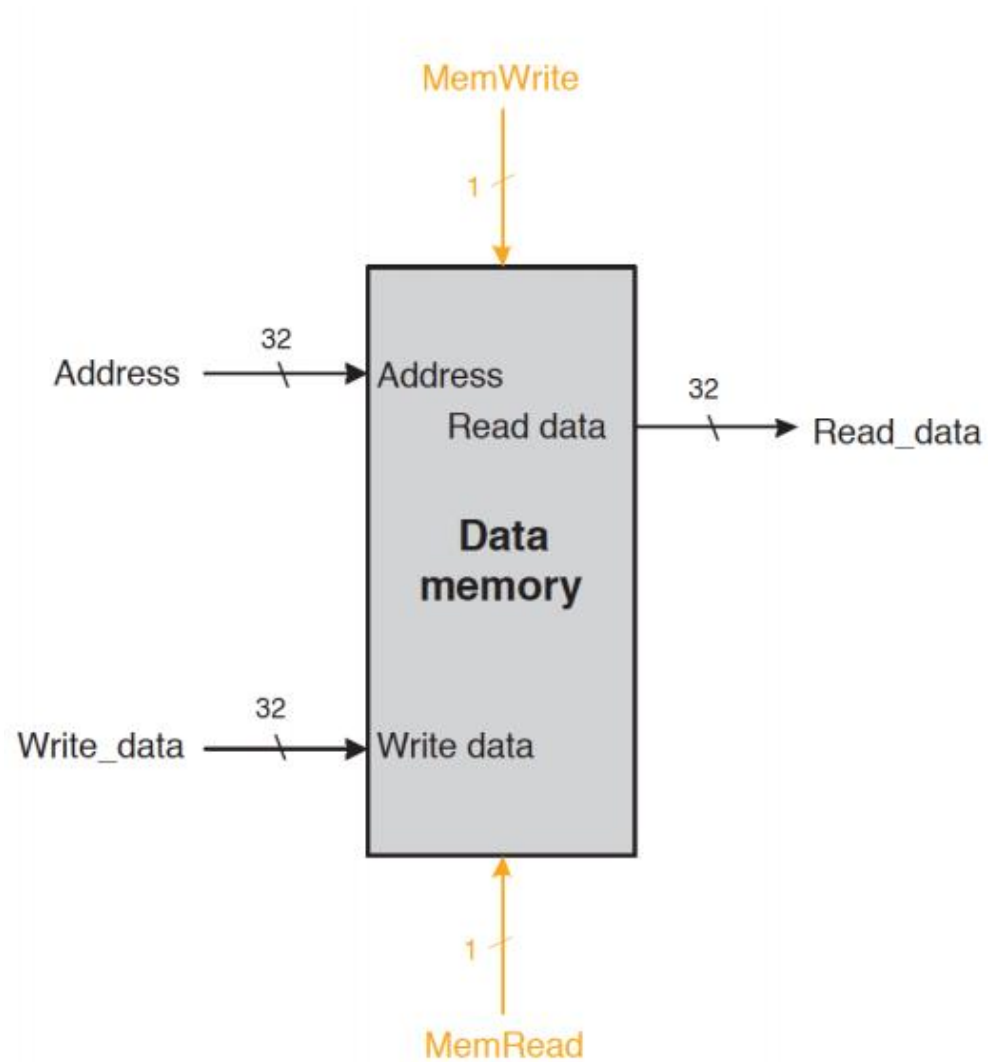 MemWrite
1
32
Address
Address
32
Read data
Read_data
Data
memory
32
Write_data
Write data
1
MemRead